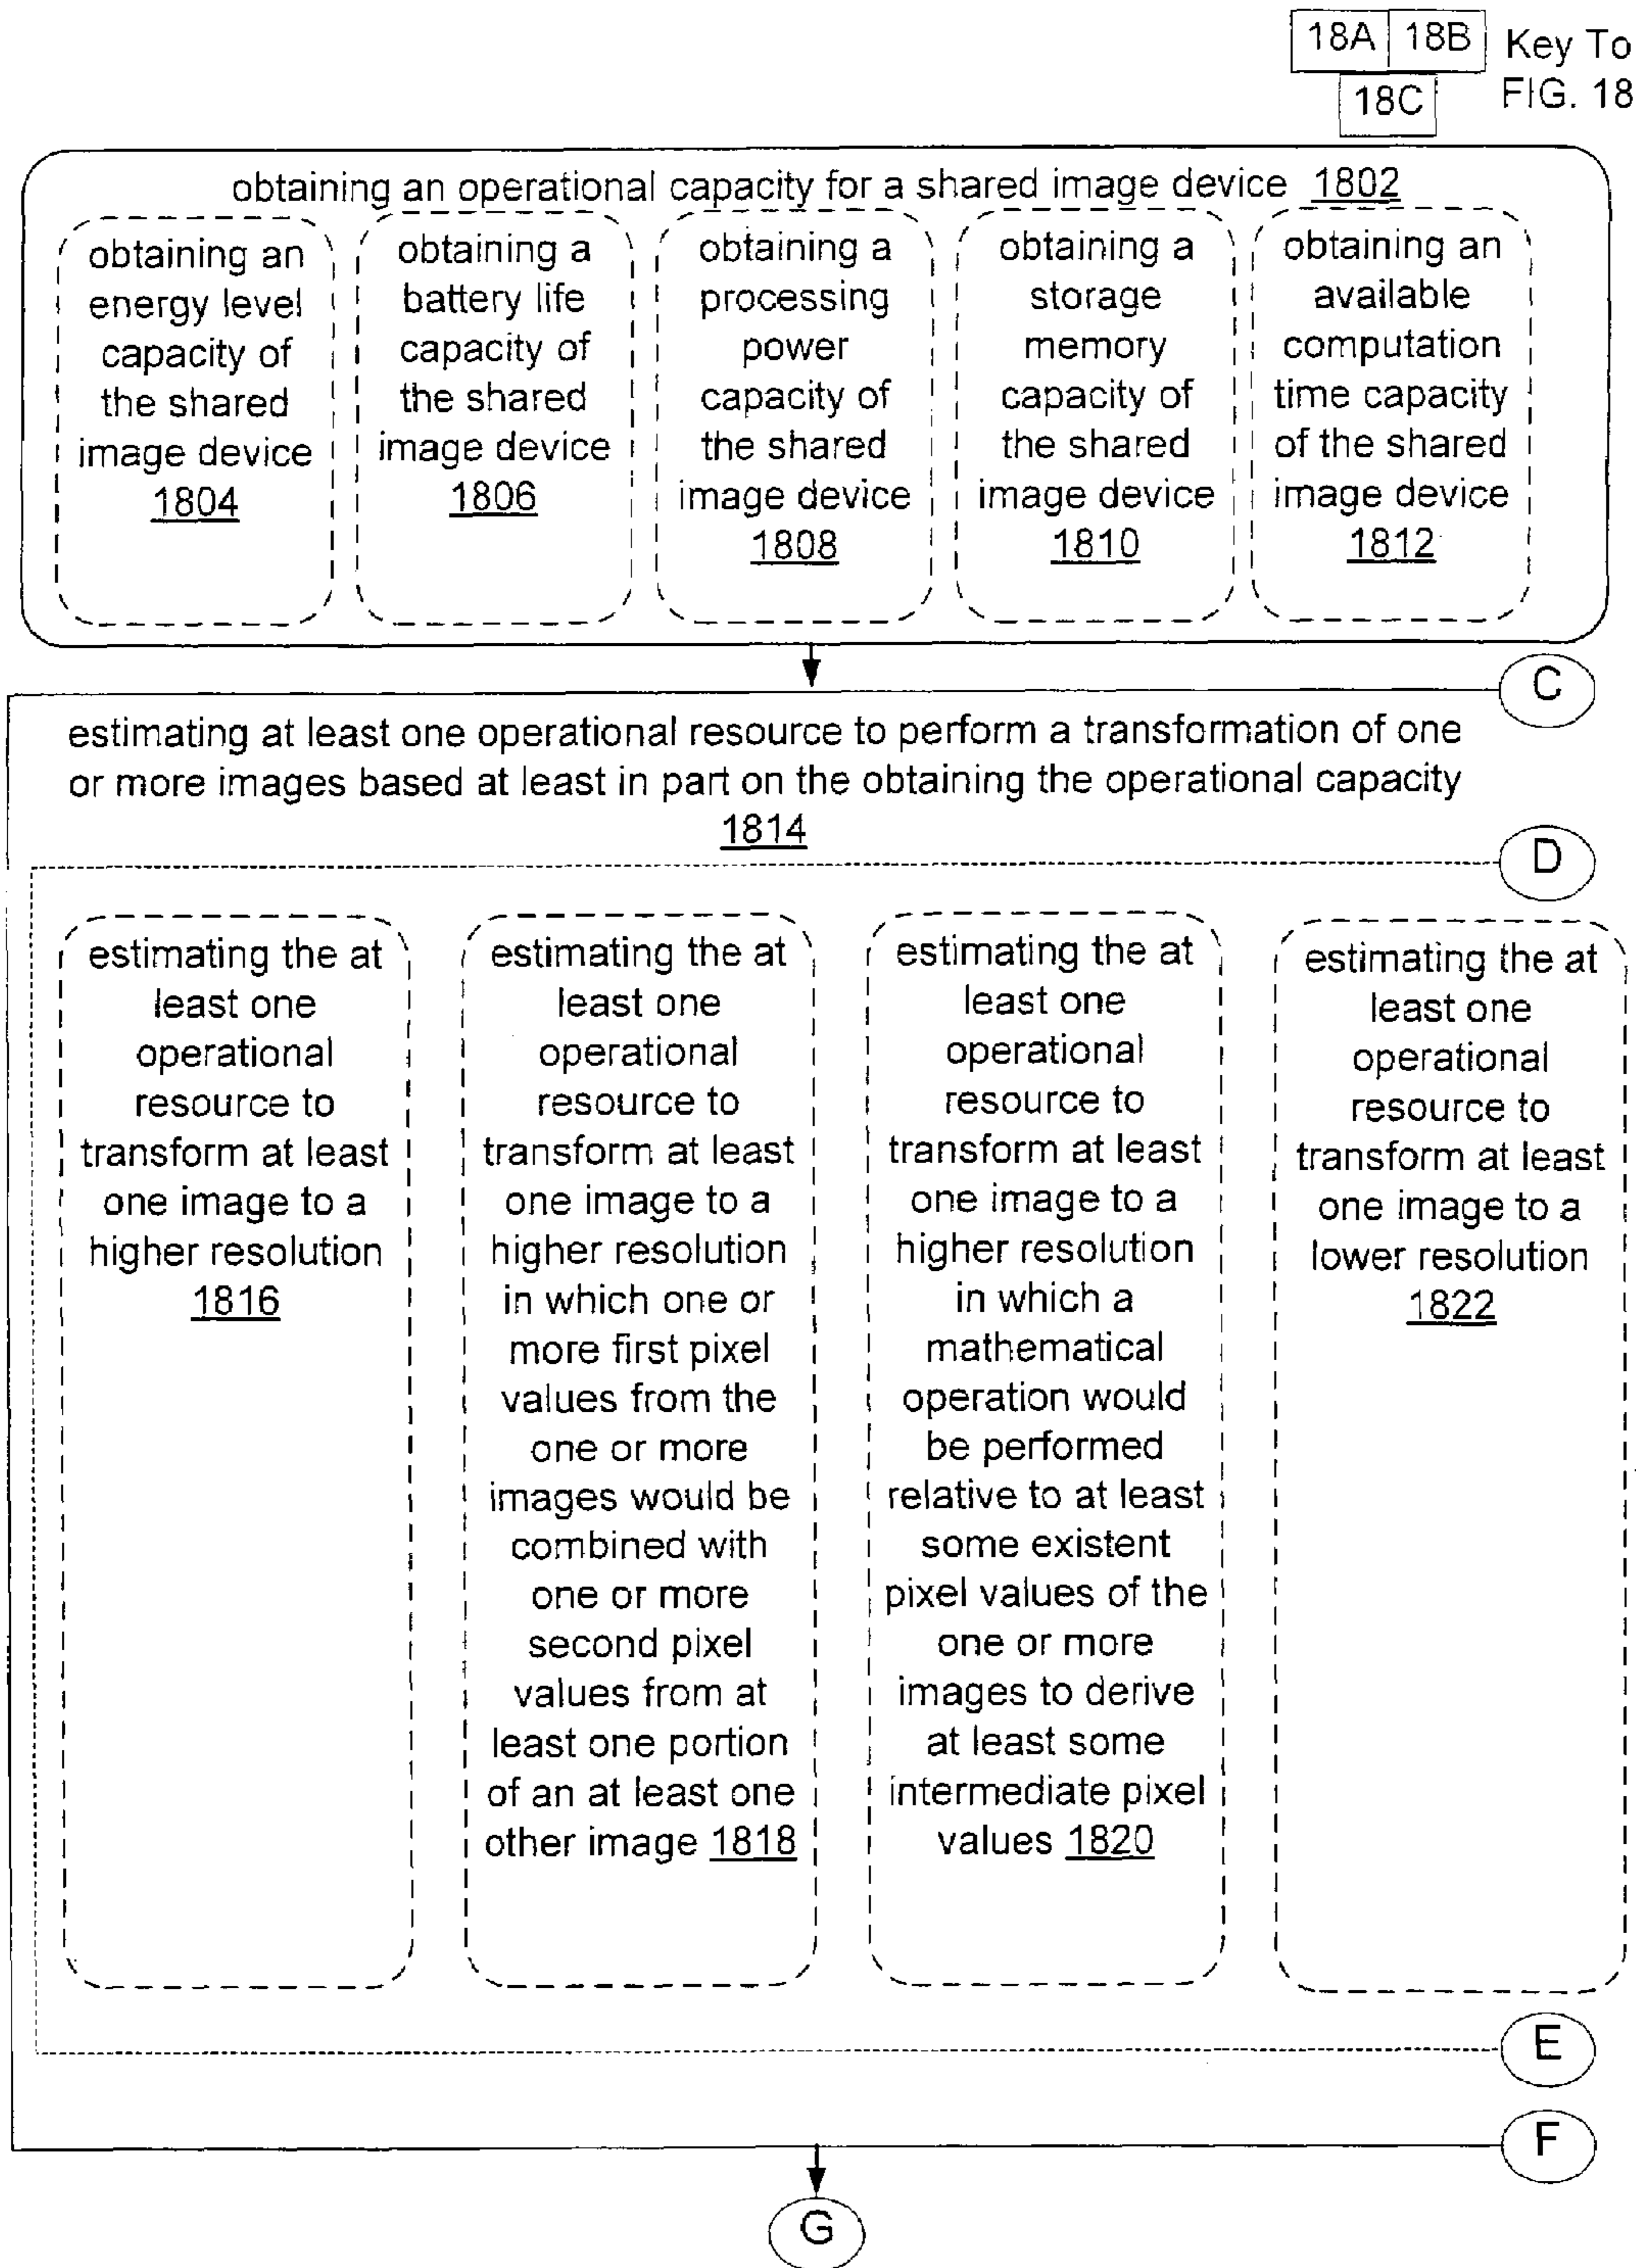 18A 18B Key To
18C FIG. 18
obtaining an operational capacity for a shared image device 1802
obtaining an
energy level
capacity of
the shared
image device
1804
obtaining a
battery life
capacity of
the shared
image device
1806
obtaining a
processing
power
capacity of
the shared
image device
1808
obtaining a
storage
memory
capacity of
the shared
image device
1810
obtaining an
available
computation
time capacity
of the shared
image device
1812
C
estimating at least one operational resource to perform a transformation of one
or more images based at least in part on the obtaining the operational capacity
1814
D
estimating the at
least one
operational
resource to
transform at least
one image to a
higher resolution
1816
estimating the at
least one
operational
resource to
transform at least
one image to a
higher resolution
in which one or
more first pixel
values from the
one or more
images would be
combined with
one or more
second pixel
values from at
least one portion
of an at least one
other image 1818
estimating the at
least one
operational
resource to
transform at least
one image to a
higher resolution
in which a
mathematical
operation would
be performed
relative to at least
some existent
pixel values of the
one or more
images to derive
at least some
intermediate pixel
values 1820
estimating the at
least one
operational
resource to
transform at least
one image to a
lower resolution
1822
E
F
G